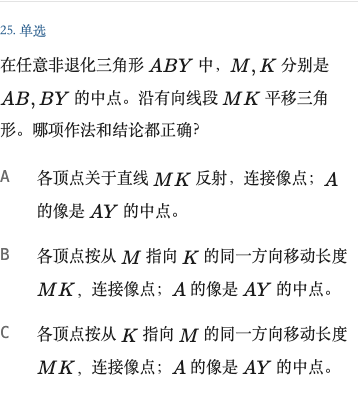 25. 单选
在任意非退化三角形 ABY 中，M, K 分别是
AB, BY 的中点。沿有向线段 MK 平移三角
形。哪项作法和结论都正确?
A 各顶点关于直线 MK 反射，连接像点；A
的像是 AY 的中点。
B 各顶点按从 M 指向 K 的同一方向移动长度
MK，连接像点；A 的像是 AY 的中点。
C 各顶点按从 K 指向 M 的同一方向移动长度
MK，连接像点；A 的像是 AY 的中点。